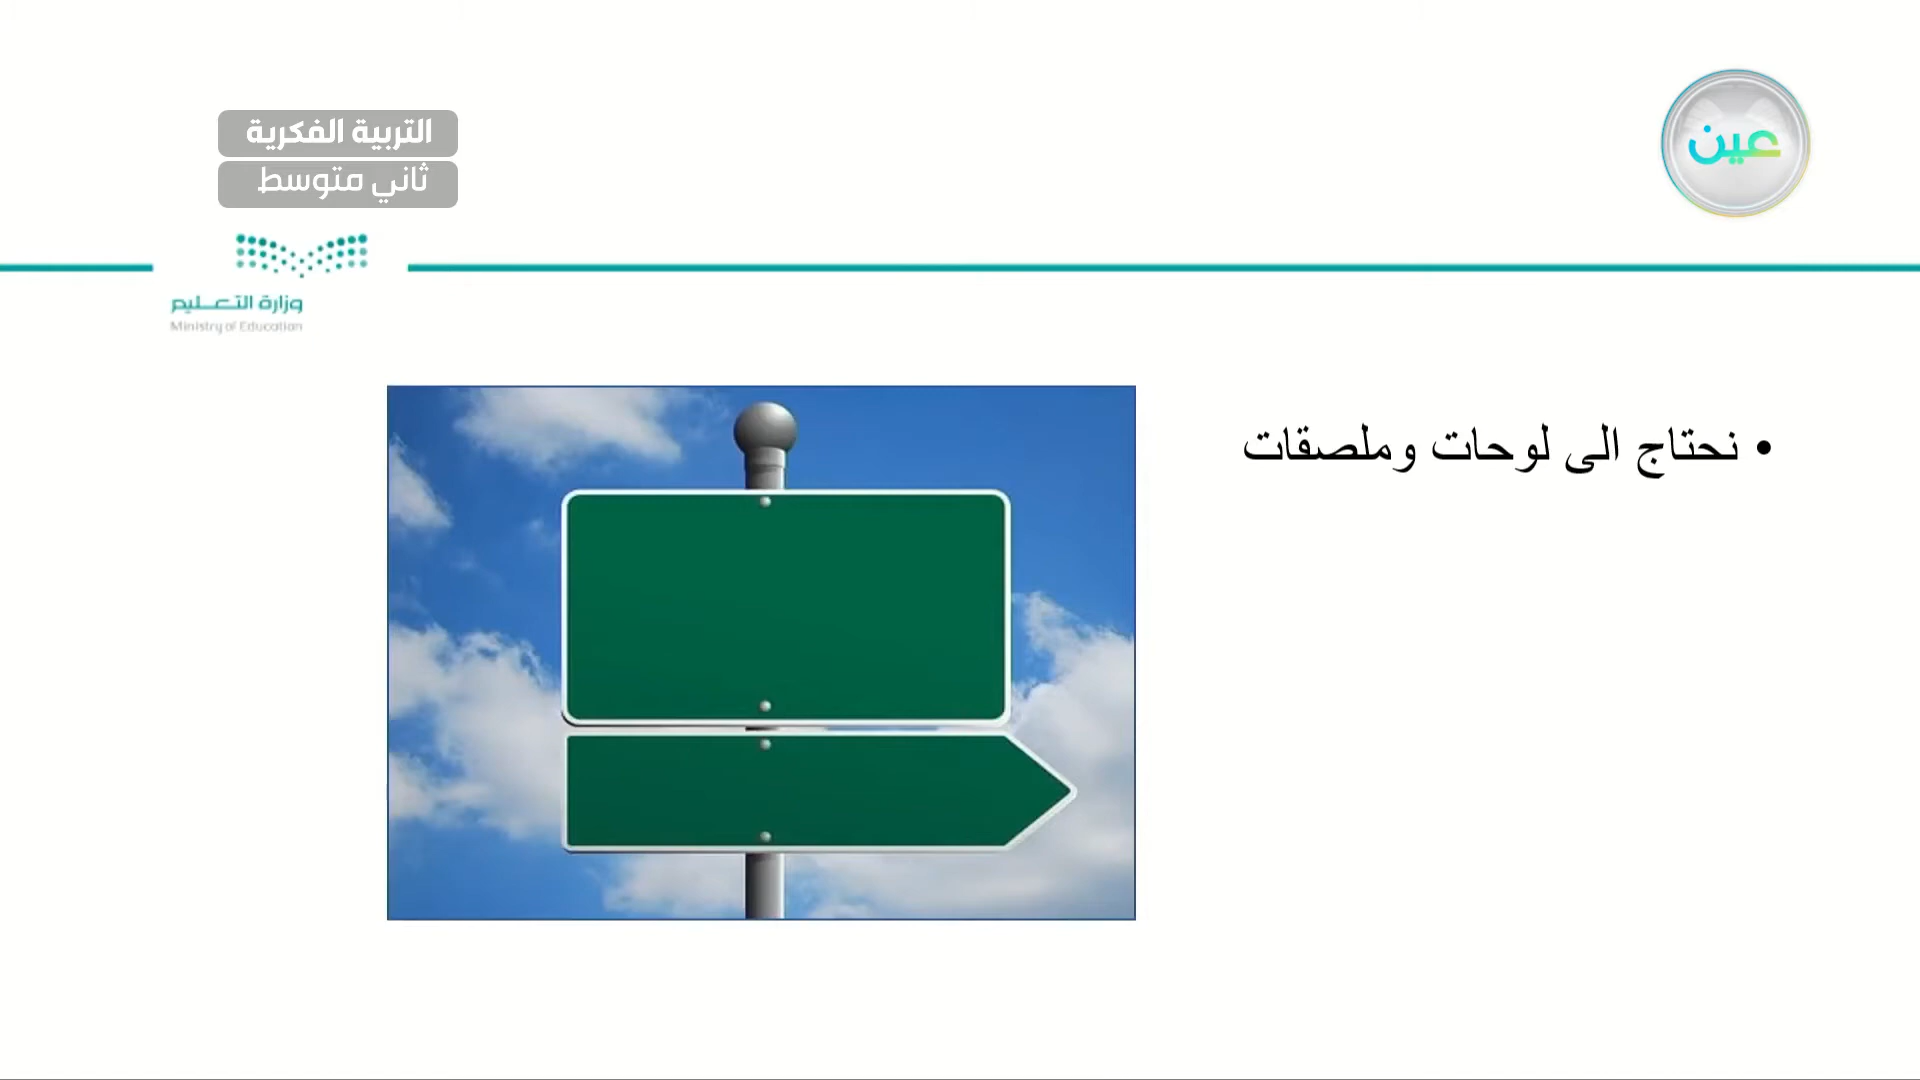 التربية الفكرية
ثاني متوسط
عين
وزارة التعليم
Ministry of Education
• نحتاج الى لوحات وملصقات